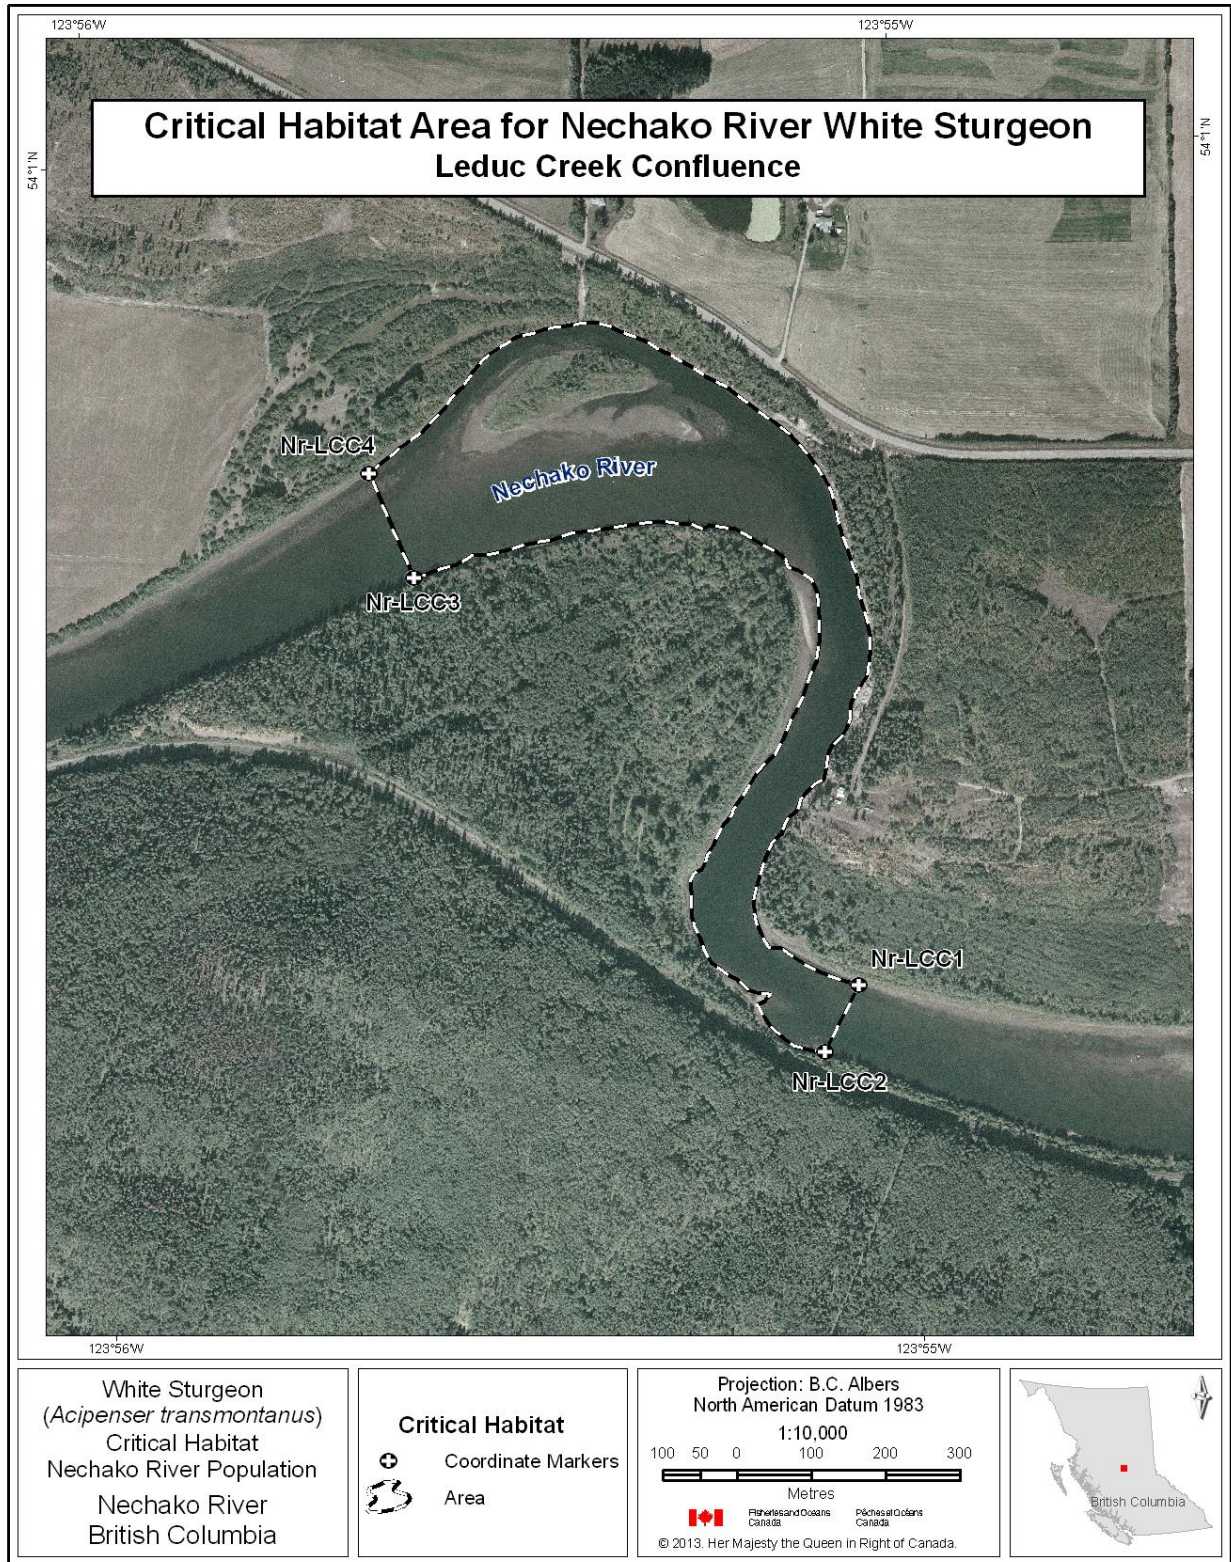 123°56'W
123°55'W
54°1'N
54°1'N
Critical Habitat Area for Nechako River White Sturgeon
Leduc Creek Confluence
Nr-LCC4
Nechako River
Nr-LCC3
Nr-LCC1
Nr-LCC2
123°56'W
123°55'W
White Sturgeon
(Acipenser transmontanus)
Critical Habitat
Nechako River Population
Nechako River
British Columbia
Critical Habitat
Coordinate Markers
Area
Projection: B.C. Albers
North American Datum 1983
1:10,000
100 50 0 100 200 300
Metres
Fisheries and Oceans
Canada
Pêches et Océans
Canada
© 2013. Her Majesty the Queen in Right of Canada.
British Columbia